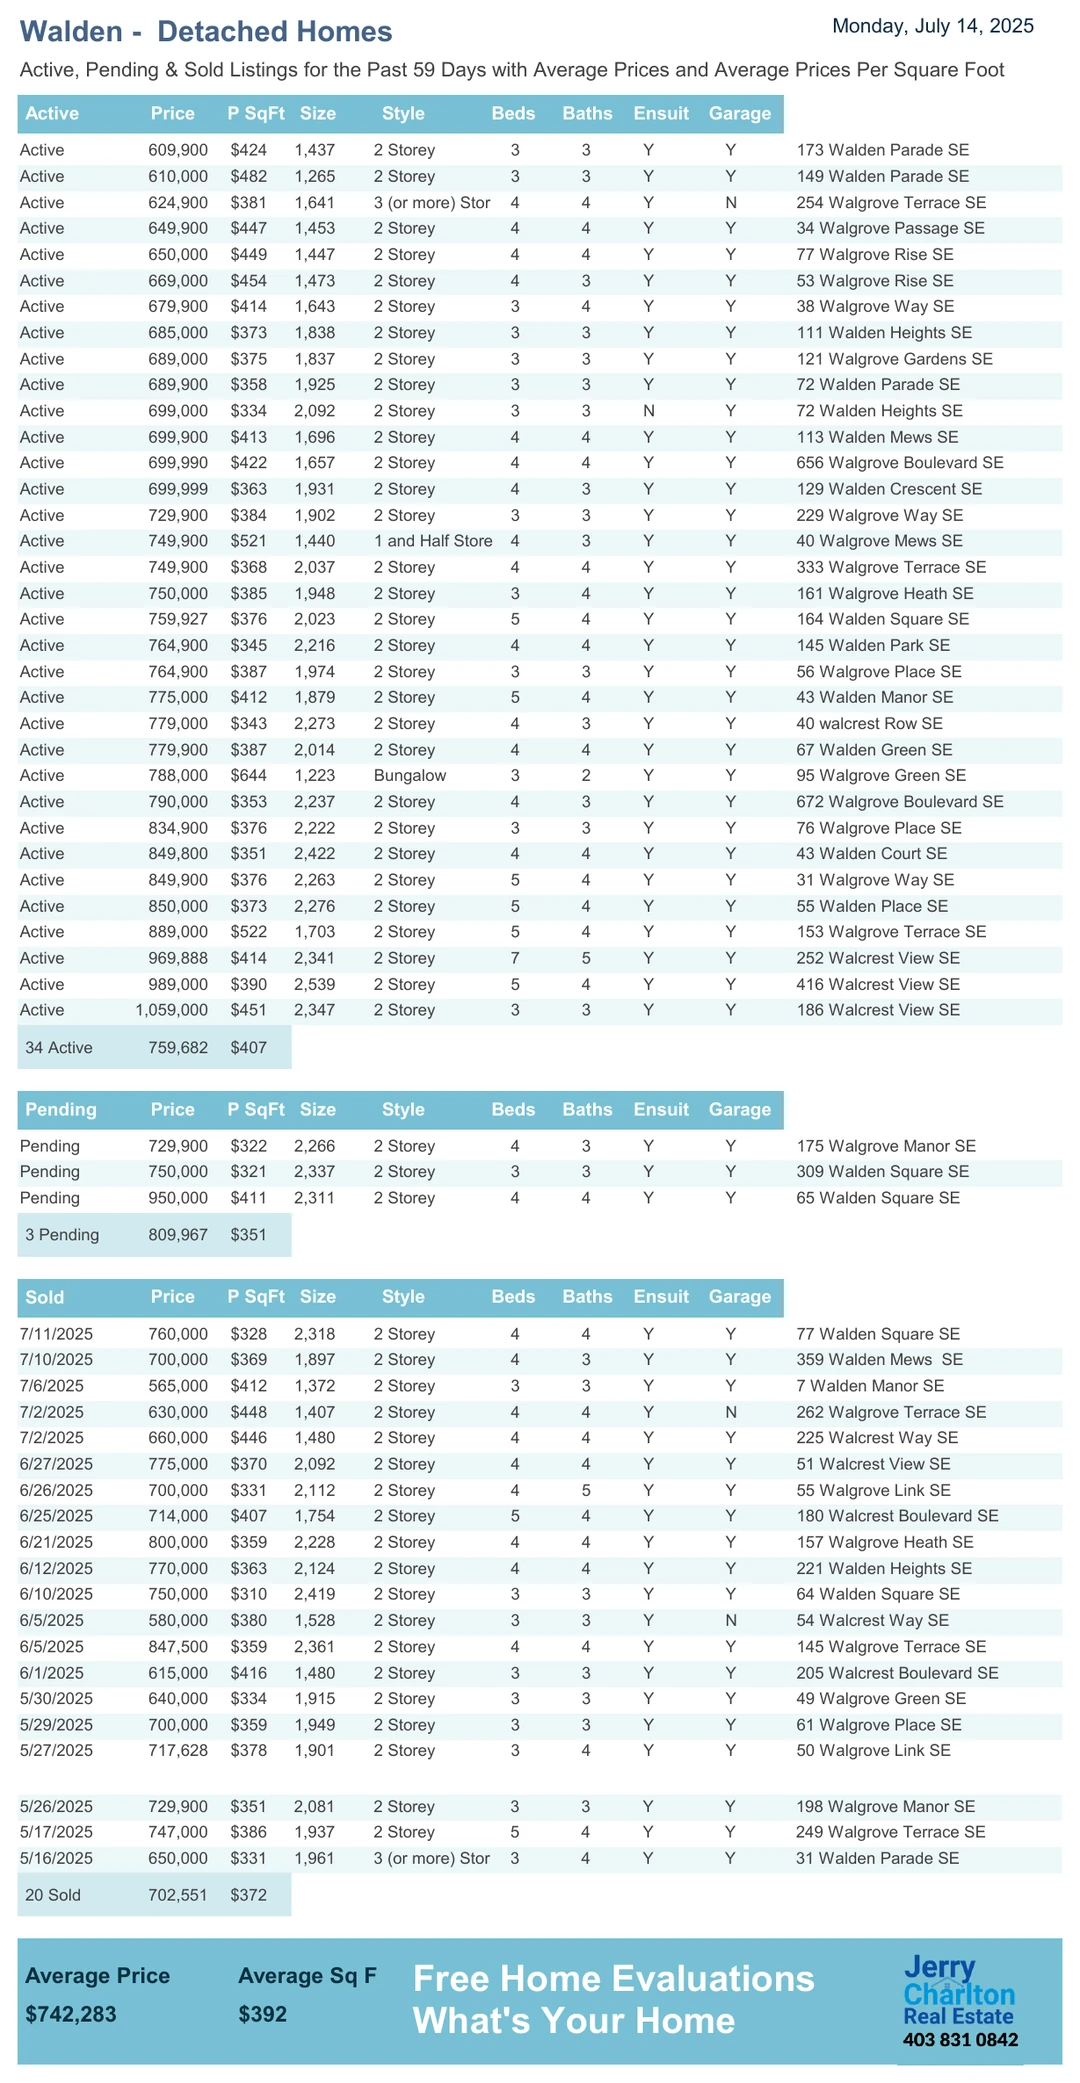 Walden - Detached Homes
Monday, July 14, 2025
Active, Pending & Sold Listings for the Past 59 Days with Average Prices and Average Prices Per Square Foot
Active Price P SqFt Size Style Beds Baths Ensuit Garage
Active 609,900 $424 1,437 2 Storey 3 3 Y Y 173 Walden Parade SE
Active 610,000 $482 1,265 2 Storey 3 3 Y Y 149 Walden Parade SE
Active 624,900 $381 1,641 3 (or more) Stor 4 4 Y N 254 Walgrove Terrace SE
Active 649,900 $447 1,453 2 Storey 4 4 Y Y 34 Walgrove Passage SE
Active 650,000 $449 1,447 2 Storey 4 4 Y Y 77 Walgrove Rise SE
Active 669,000 $454 1,473 2 Storey 4 3 Y Y 53 Walgrove Rise SE
Active 679,900 $414 1,643 2 Storey 3 4 Y Y 38 Walgrove Way SE
Active 685,000 $373 1,838 2 Storey 3 3 Y Y 111 Walden Heights SE
Active 689,000 $375 1,837 2 Storey 3 3 Y Y 121 Walgrove Gardens SE
Active 689,900 $358 1,925 2 Storey 3 3 Y Y 72 Walden Parade SE
Active 699,000 $334 2,092 2 Storey 3 3 N Y 72 Walden Heights SE
Active 699,900 $413 1,696 2 Storey 4 4 Y Y 113 Walden Mews SE
Active 699,990 $422 1,657 2 Storey 4 4 Y Y 656 Walgrove Boulevard SE
Active 699,999 $363 1,931 2 Storey 4 3 Y Y 129 Walden Crescent SE
Active 729,900 $384 1,902 2 Storey 3 3 Y Y 229 Walgrove Way SE
Active 749,900 $521 1,440 1 and Half Store 4 3 Y Y 40 Walgrove Mews SE
Active 749,900 $368 2,037 2 Storey 4 4 Y Y 333 Walgrove Terrace SE
Active 750,000 $385 1,948 2 Storey 3 4 Y Y 161 Walgrove Heath SE
Active 759,927 $376 2,023 2 Storey 5 4 Y Y 164 Walden Square SE
Active 764,900 $345 2,216 2 Storey 4 4 Y Y 145 Walden Park SE
Active 764,900 $387 1,974 2 Storey 3 3 Y Y 56 Walgrove Place SE
Active 775,000 $412 1,879 2 Storey 5 4 Y Y 43 Walden Manor SE
Active 779,000 $343 2,273 2 Storey 4 3 Y Y 40 walcrest Row SE
Active 779,900 $387 2,014 2 Storey 4 4 Y Y 67 Walden Green SE
Active 788,000 $644 1,223 Bungalow 3 2 Y Y 95 Walgrove Green SE
Active 790,000 $353 2,237 2 Storey 4 3 Y Y 672 Walgrove Boulevard SE
Active 834,900 $376 2,222 2 Storey 3 3 Y Y 76 Walgrove Place SE
Active 849,800 $351 2,422 2 Storey 4 4 Y Y 43 Walden Court SE
Active 849,900 $376 2,263 2 Storey 5 4 Y Y 31 Walgrove Way SE
Active 850,000 $373 2,276 2 Storey 5 4 Y Y 55 Walden Place SE
Active 889,000 $522 1,703 2 Storey 5 4 Y Y 153 Walgrove Terrace SE
Active 969,888 $414 2,341 2 Storey 7 5 Y Y 252 Walcrest View SE
Active 989,000 $390 2,539 2 Storey 5 4 Y Y 416 Walcrest View SE
Active 1,059,000 $451 2,347 2 Storey 3 3 Y Y 186 Walcrest View SE
34 Active 759,682 $407
Pending Price P SqFt Size Style Beds Baths Ensuit Garage
Pending 729,900 $322 2,266 2 Storey 4 3 Y Y 175 Walgrove Manor SE
Pending 750,000 $321 2,337 2 Storey 3 3 Y Y 309 Walden Square SE
Pending 950,000 $411 2,311 2 Storey 4 4 Y Y 65 Walden Square SE
3 Pending 809,967 $351
Sold Price P SqFt Size Style Beds Baths Ensuit Garage
7/11/2025 760,000 $328 2,318 2 Storey 4 4 Y Y 77 Walden Square SE
7/10/2025 700,000 $369 1,897 2 Storey 4 3 Y Y 359 Walden Mews SE
7/6/2025 565,000 $412 1,372 2 Storey 3 3 Y Y 7 Walden Manor SE
7/2/2025 630,000 $448 1,407 2 Storey 4 4 Y N 262 Walgrove Terrace SE
7/2/2025 660,000 $446 1,480 2 Storey 4 4 Y Y 225 Walcrest Way SE
6/27/2025 775,000 $370 2,092 2 Storey 4 4 Y Y 51 Walcrest View SE
6/26/2025 700,000 $331 2,112 2 Storey 4 5 Y Y 55 Walgrove Link SE
6/25/2025 714,000 $407 1,754 2 Storey 5 4 Y Y 180 Walcrest Boulevard SE
6/21/2025 800,000 $359 2,228 2 Storey 4 4 Y Y 157 Walgrove Heath SE
6/12/2025 770,000 $363 2,124 2 Storey 4 4 Y Y 221 Walden Heights SE
6/10/2025 750,000 $310 2,419 2 Storey 3 3 Y Y 64 Walden Square SE
6/5/2025 580,000 $380 1,528 2 Storey 3 3 Y N 54 Walcrest Way SE
6/5/2025 847,500 $359 2,361 2 Storey 4 4 Y Y 145 Walgrove Terrace SE
6/1/2025 615,000 $416 1,480 2 Storey 3 3 Y Y 205 Walcrest Boulevard SE
5/30/2025 640,000 $334 1,915 2 Storey 3 3 Y Y 49 Walgrove Green SE
5/29/2025 700,000 $359 1,949 2 Storey 3 3 Y Y 61 Walgrove Place SE
5/27/2025 717,628 $378 1,901 2 Storey 3 4 Y Y 50 Walgrove Link SE
5/26/2025 729,900 $351 2,081 2 Storey 3 3 Y Y 198 Walgrove Manor SE
5/17/2025 747,000 $386 1,937 2 Storey 5 4 Y Y 249 Walgrove Terrace SE
5/16/2025 650,000 $331 1,961 3 (or more) Stor 3 4 Y Y 31 Walden Parade SE
20 Sold 702,551 $372
Average Price Average Sq F
$742,283 $392
Free Home Evaluations
What's Your Home
Jerry
Charlton
Real Estate
403 831 0842